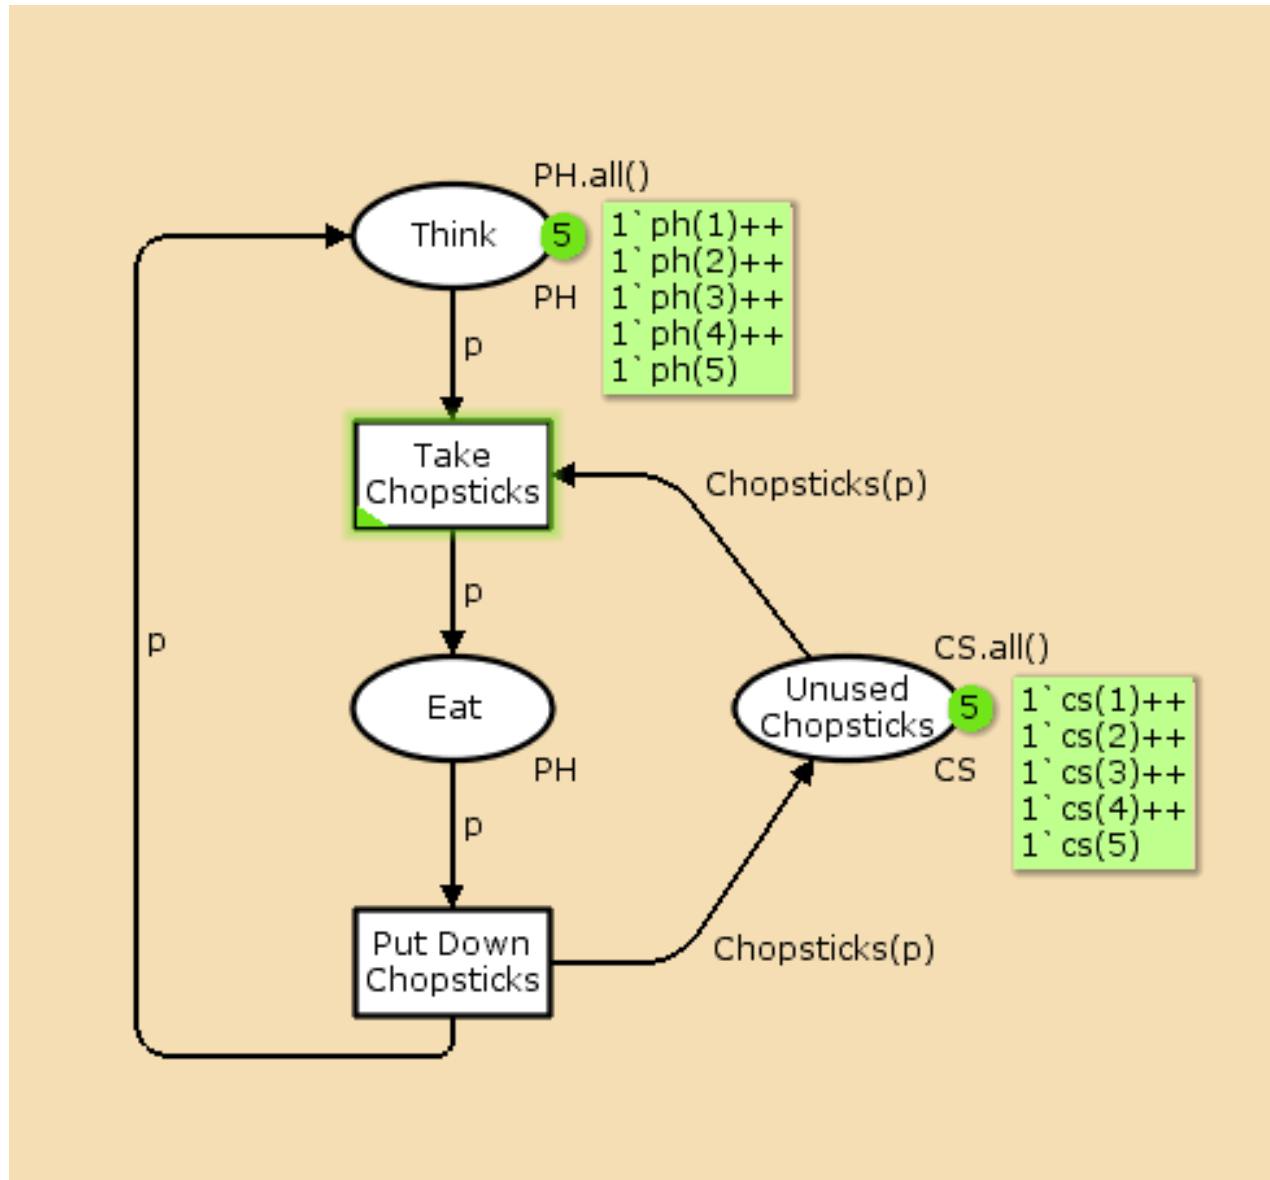 PH.all()
Think
5
1`ph(1)++
1`ph(2)++
1`ph(3)++
1`ph(4)++
1`ph(5)
PH
p
Take
Chopsticks
Chopsticks(p)
p
p
CS.all()
Eat
Unused
Chopsticks
5
1`cs(1)++
1`cs(2)++
1`cs(3)++
1`cs(4)++
1`cs(5)
PH
CS
p
Put Down
Chopsticks
Chopsticks(p)